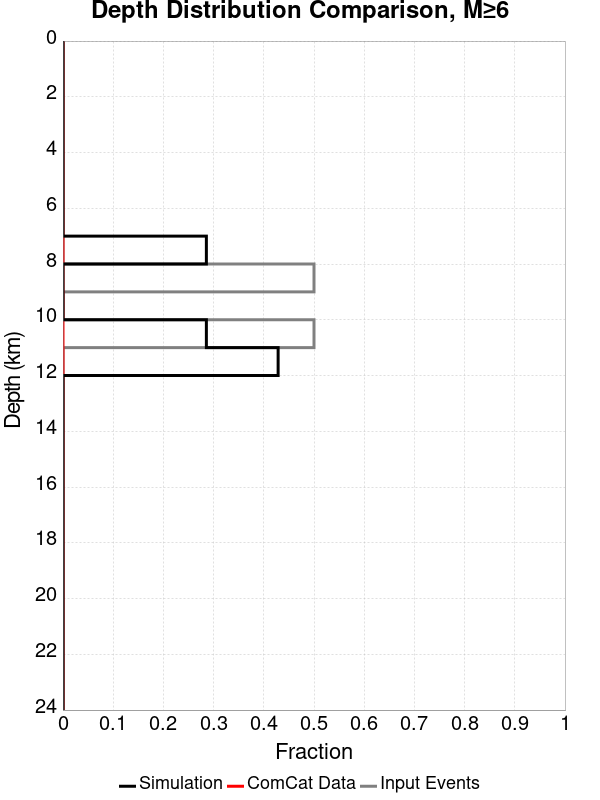 Depth Distribution Comparison, M≥6
0
2
4
6
8
10
12
14
16
18
20
22
24
Depth (km)
0 0.1 0.2 0.3 0.4 0.5 0.6 0.7 0.8 0.9 1
Fraction
Simulation ComCat Data Input Events